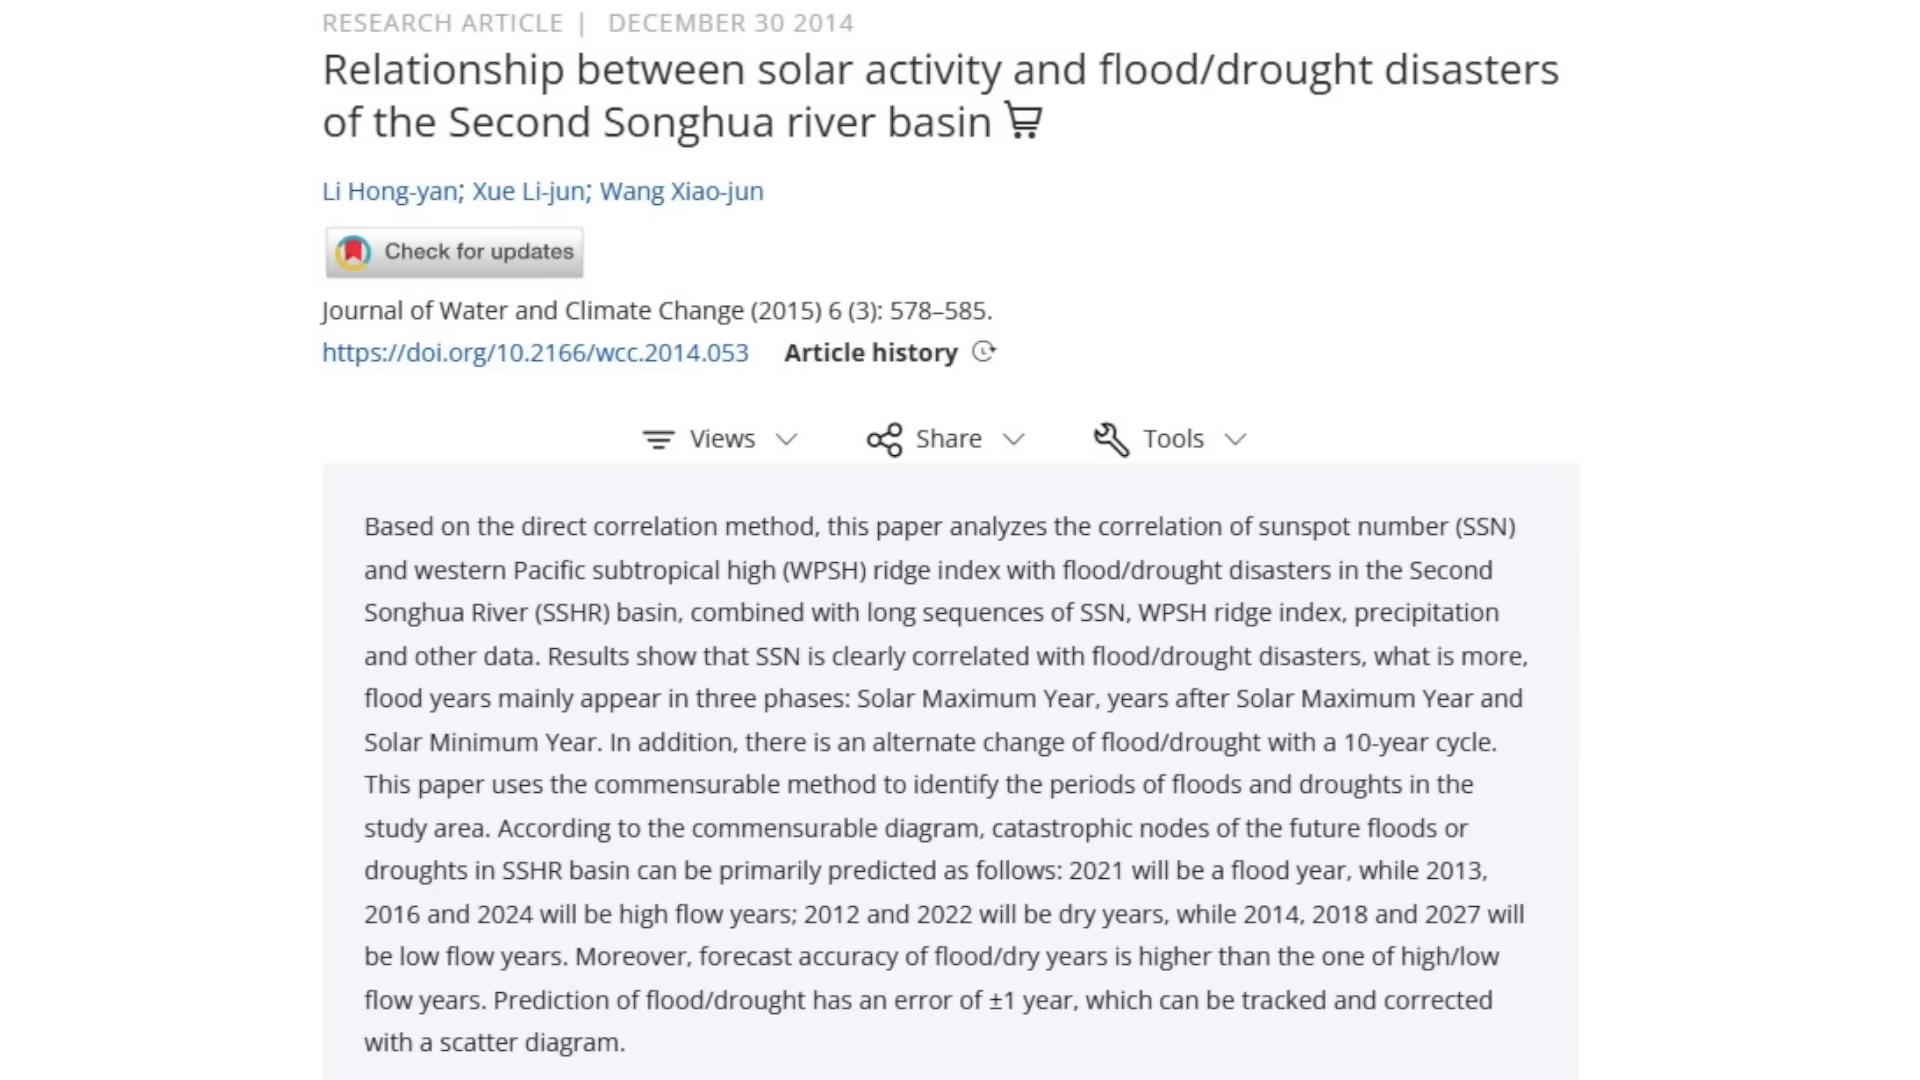 RESEARCH ARTICLE | DECEMBER 30 2014
Relationship between solar activity and flood/drought disasters
of the Second Songhua river basin
Li Hong-yan; Xue Li-jun; Wang Xiao-jun
Check for updates
Journal of Water and Climate Change (2015) 6 (3): 578–585.
https://doi.org/10.2166/wcc.2014.053 Article history
Views Share Tools
Based on the direct correlation method, this paper analyzes the correlation of sunspot number (SSN)
and western Pacific subtropical high (WPSH) ridge index with flood/drought disasters in the Second
Songhua River (SSHR) basin, combined with long sequences of SSN, WPSH ridge index, precipitation
and other data. Results show that SSN is clearly correlated with flood/drought disasters, what is more,
flood years mainly appear in three phases: Solar Maximum Year, years after Solar Maximum Year and
Solar Minimum Year. In addition, there is an alternate change of flood/drought with a 10-year cycle.
This paper uses the commensurable method to identify the periods of floods and droughts in the
study area. According to the commensurable diagram, catastrophic nodes of the future floods or
droughts in SSHR basin can be primarily predicted as follows: 2021 will be a flood year, while 2013,
2016 and 2024 will be high flow years; 2012 and 2022 will be dry years, while 2014, 2018 and 2027 will
be low flow years. Moreover, forecast accuracy of flood/dry years is higher than the one of high/low
flow years. Prediction of flood/drought has an error of ±1 year, which can be tracked and corrected
with a scatter diagram.